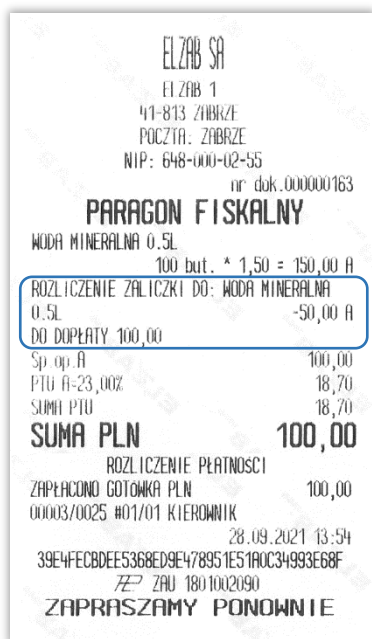 ELZAB SA
ELZAB 1
41-813 ZABRZE
POCZTA: ZABRZE
NIP: 648-000-02-55
nr dok.000000163
PARAGON FISKALNY
WODA MINERALNA 0.5L
100 but. * 1,50 = 150,00 A
ROZLICZENIE ZALICZKI DO: WODA MINERALNA
0.5L -50,00 A
DO DOPŁATY 100,00
Sp.op.A 100,00
PTU A=23,00% 18,70
SUMA PTU 18,70
SUMA PLN 100,00
ROZLICZENIE PŁATNOŚCI
ZAPŁACONO GOTÓWKA PLN 100,00
00003/0025 #01/01 KIEROWNIK
28.09.2021 13:54
39E4FECBDEE5368ED9E478951E51A0C34993E68F
ZAU 1801002090
ZAPRASZAMY PONOWNIE